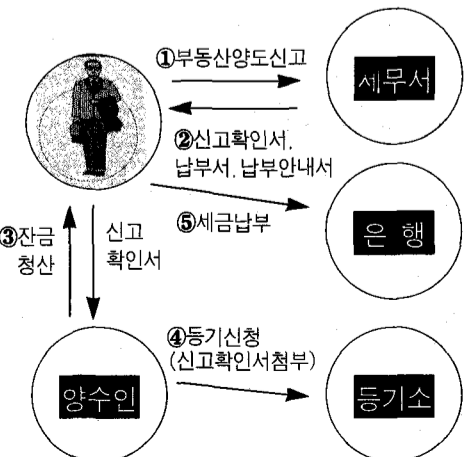 ①부동산양도신고
세무서
②신고확인서,
납부서, 납부안내서
⑤세금납부
은 행
③잔금
청산
신고
확인서
④등기신청
(신고확인서첨부)
양수인
등기소